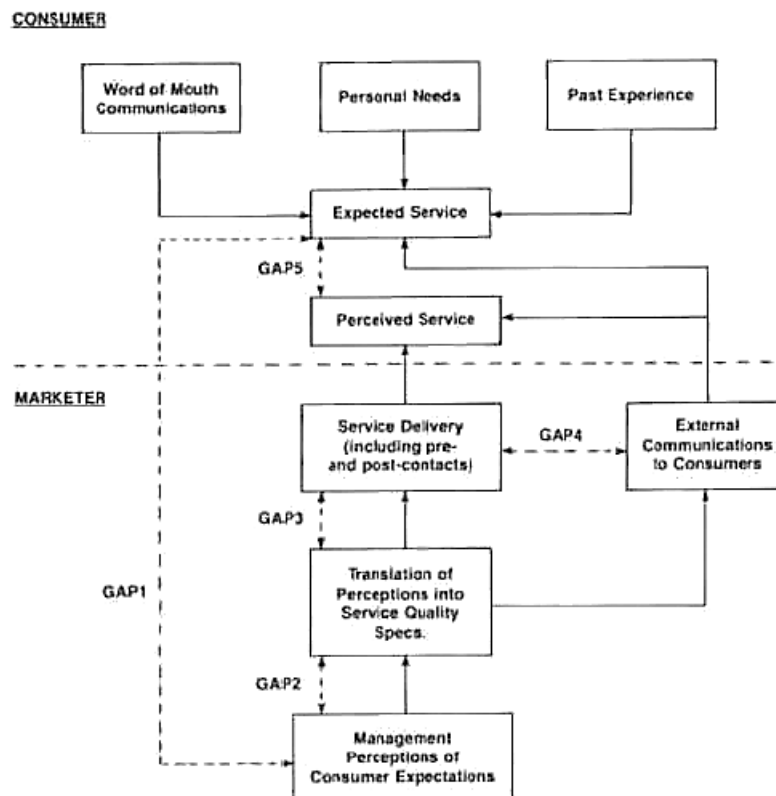 CONSUMER
Word of Mouth
Communications
Personal Needs
Past Experience
Expected Service
GAP5
Perceived Service
MARKETER
Service Delivery
(including pre-
and post-contacts)
GAP4
External
Communications
to Consumers
GAP3
GAP1
Translation of
Perceptions into
Service Quality
Specs.
GAP2
Management
Perceptions of
Consumer Expectations